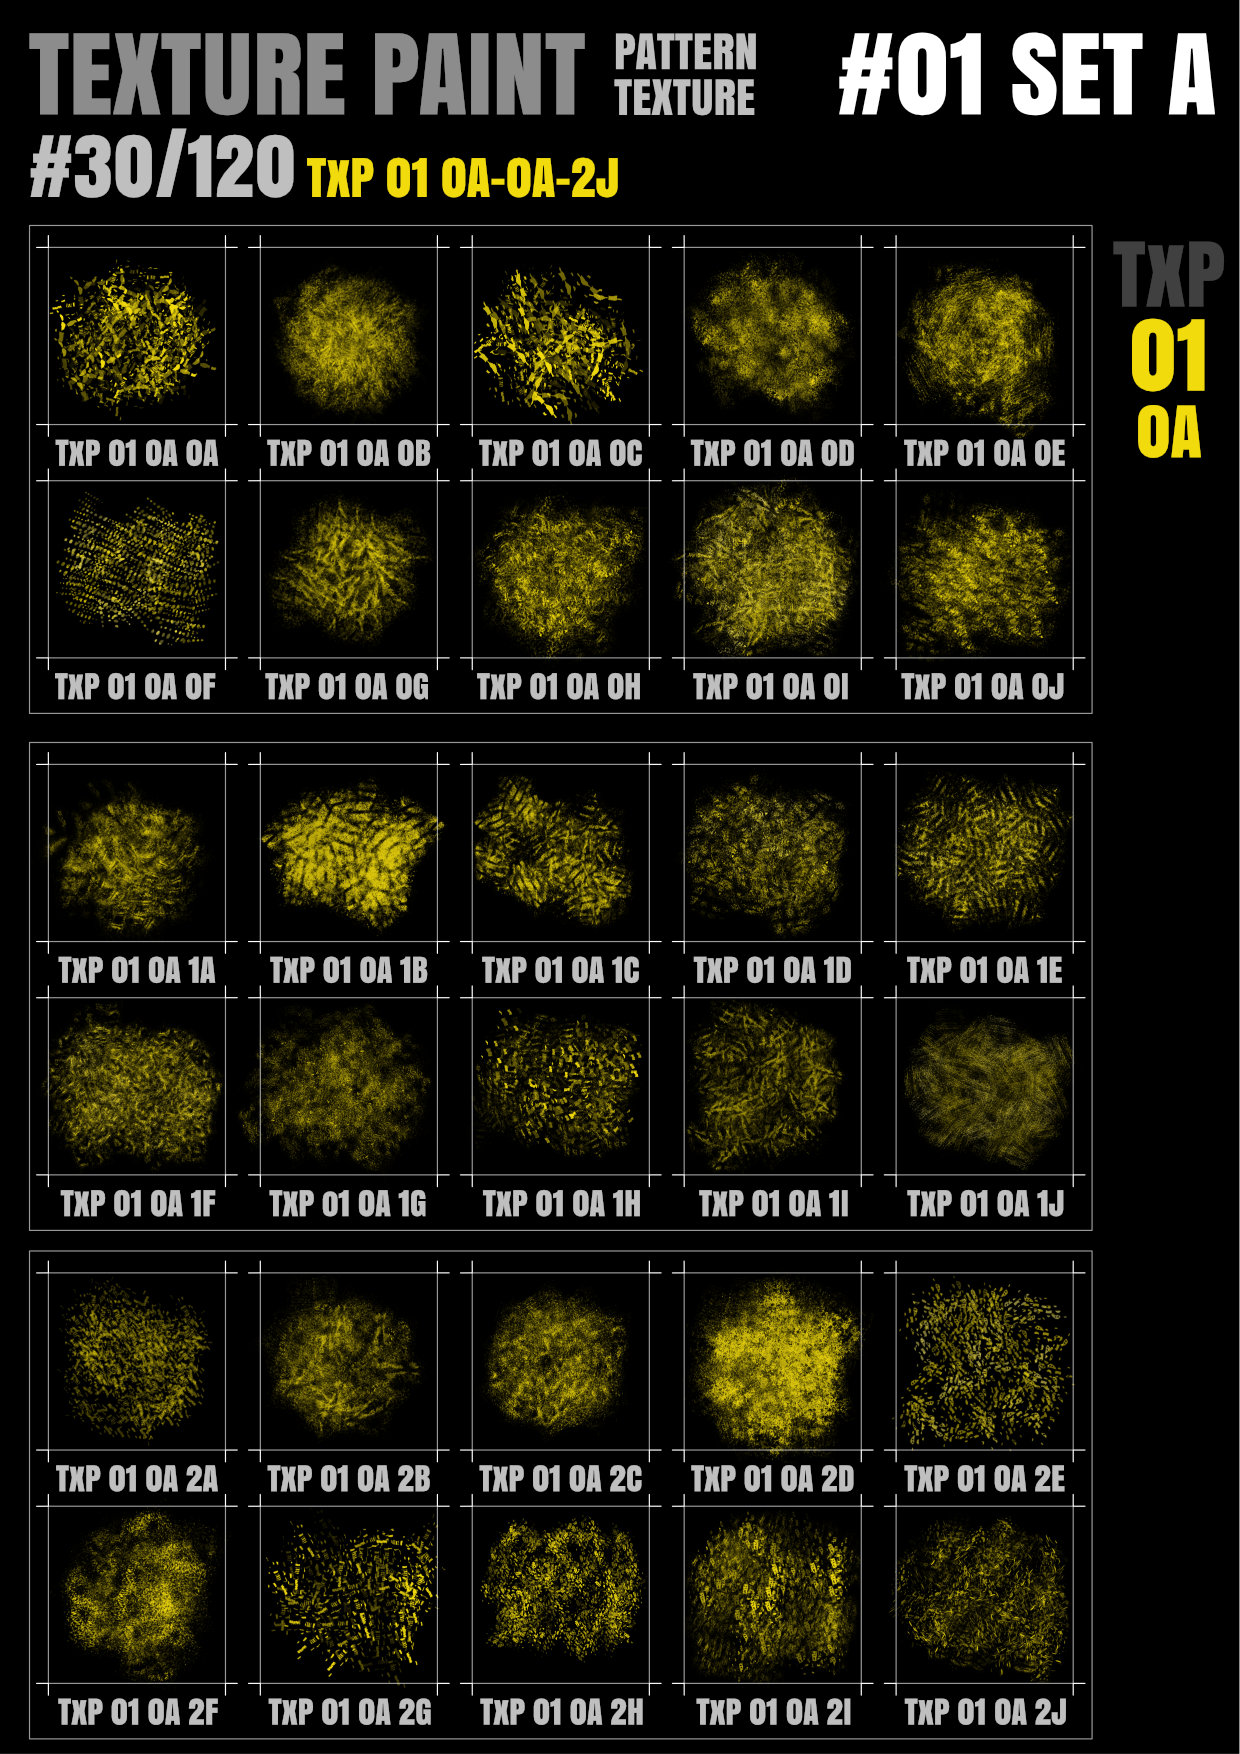 TEXTURE PAINT
PATTERN
TEXTURE
#01 SET A
#30/120 TxP 01 0A-0A-2J
TxP
01
0A
TxP 01 0A 0A
TxP 01 0A 0B
TxP 01 0A 0C
TxP 01 0A 0D
TxP 01 0A 0E
TxP 01 0A 0F
TxP 01 0A 0G
TxP 01 0A 0H
TxP 01 0A 0I
TxP 01 0A 0J
TxP 01 0A 1A
TxP 01 0A 1B
TxP 01 0A 1C
TxP 01 0A 1D
TxP 01 0A 1E
TxP 01 0A 1F
TxP 01 0A 1G
TxP 01 0A 1H
TxP 01 0A 1I
TxP 01 0A 1J
TxP 01 0A 2A
TxP 01 0A 2B
TxP 01 0A 2C
TxP 01 0A 2D
TxP 01 0A 2E
TxP 01 0A 2F
TxP 01 0A 2G
TxP 01 0A 2H
TxP 01 0A 2I
TxP 01 0A 2J